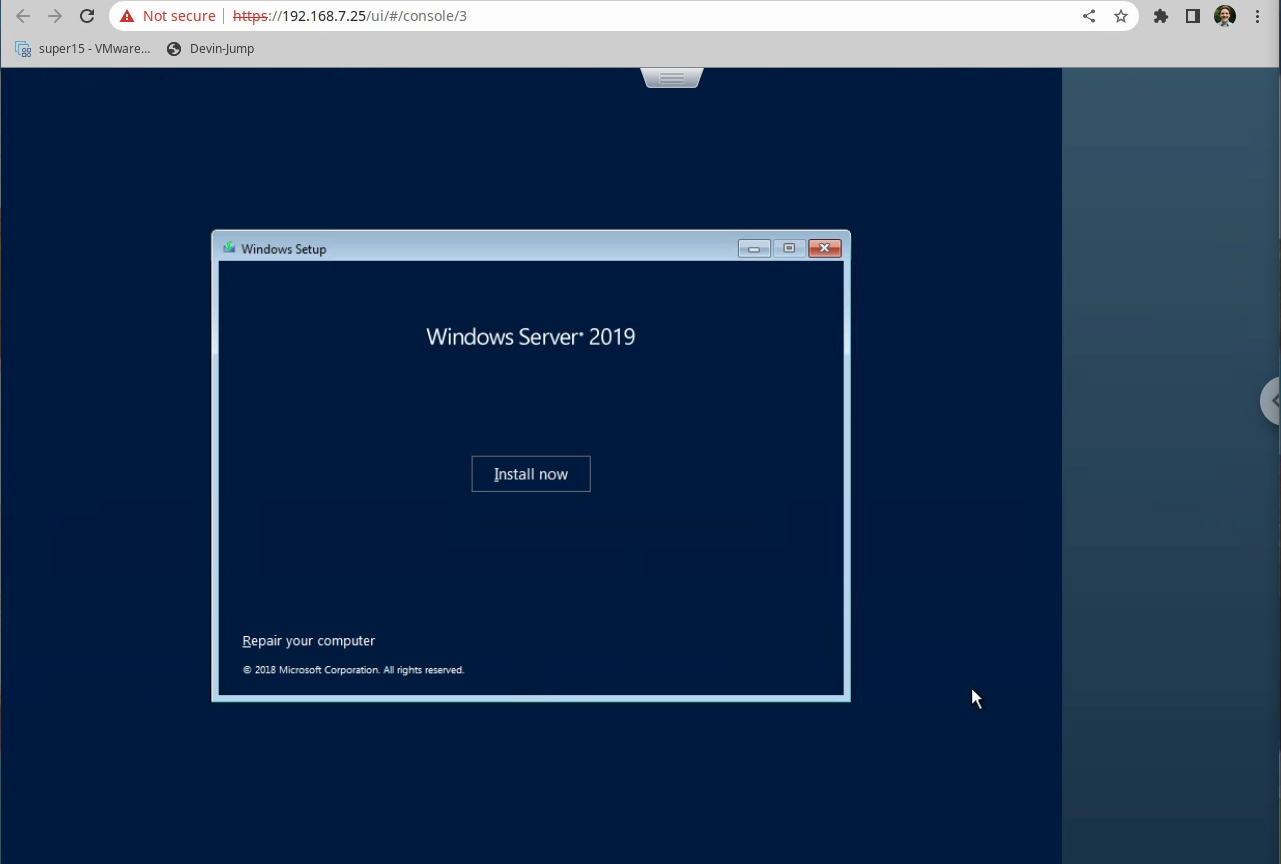 Not secure | https://192.168.7.25/ui/#/console/3
super15 - VMware... Devin-Jump
Windows Setup
Windows Server® 2019
Install now
Repair your computer
© 2018 Microsoft Corporation. All rights reserved.